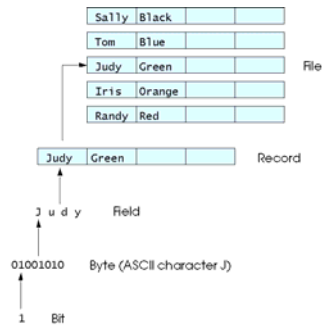 Sally Black
Tom Blue
Judy Green File
Iris Orange
Randy Red
Judy Green Record
J u d y Field
01001010 Byte (ASCII character J)
1 Bit